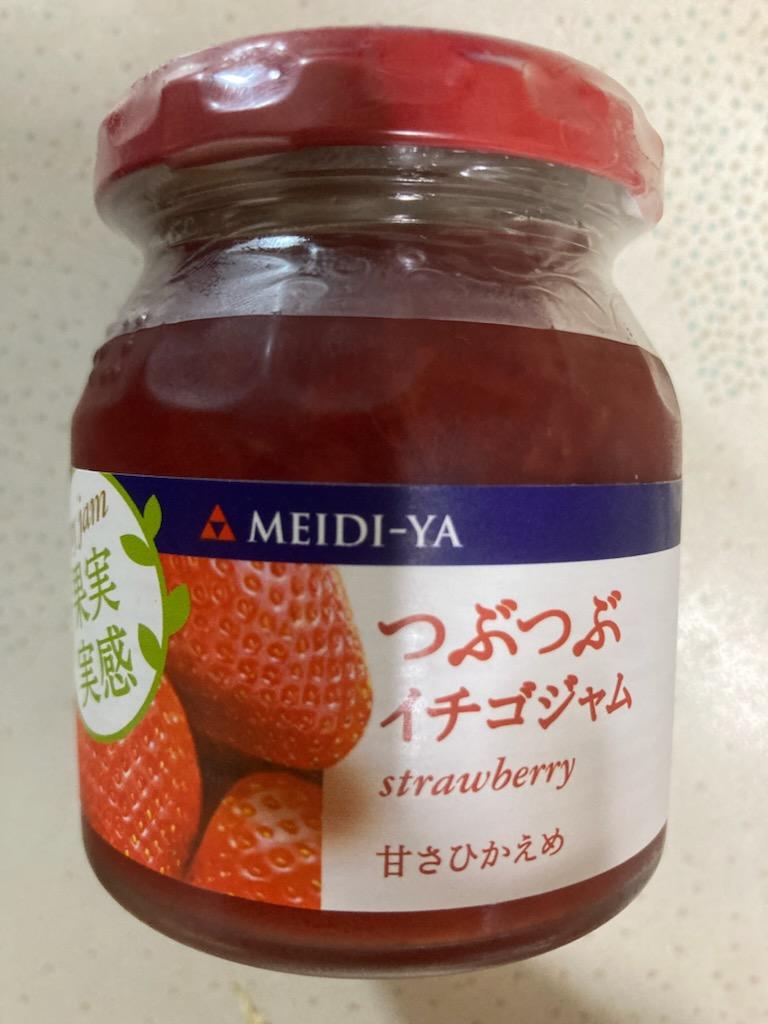 jam
果実
実感
MEIDI-YA
つぶつぶ
イチゴジャム
strawberry
甘さひかえめ